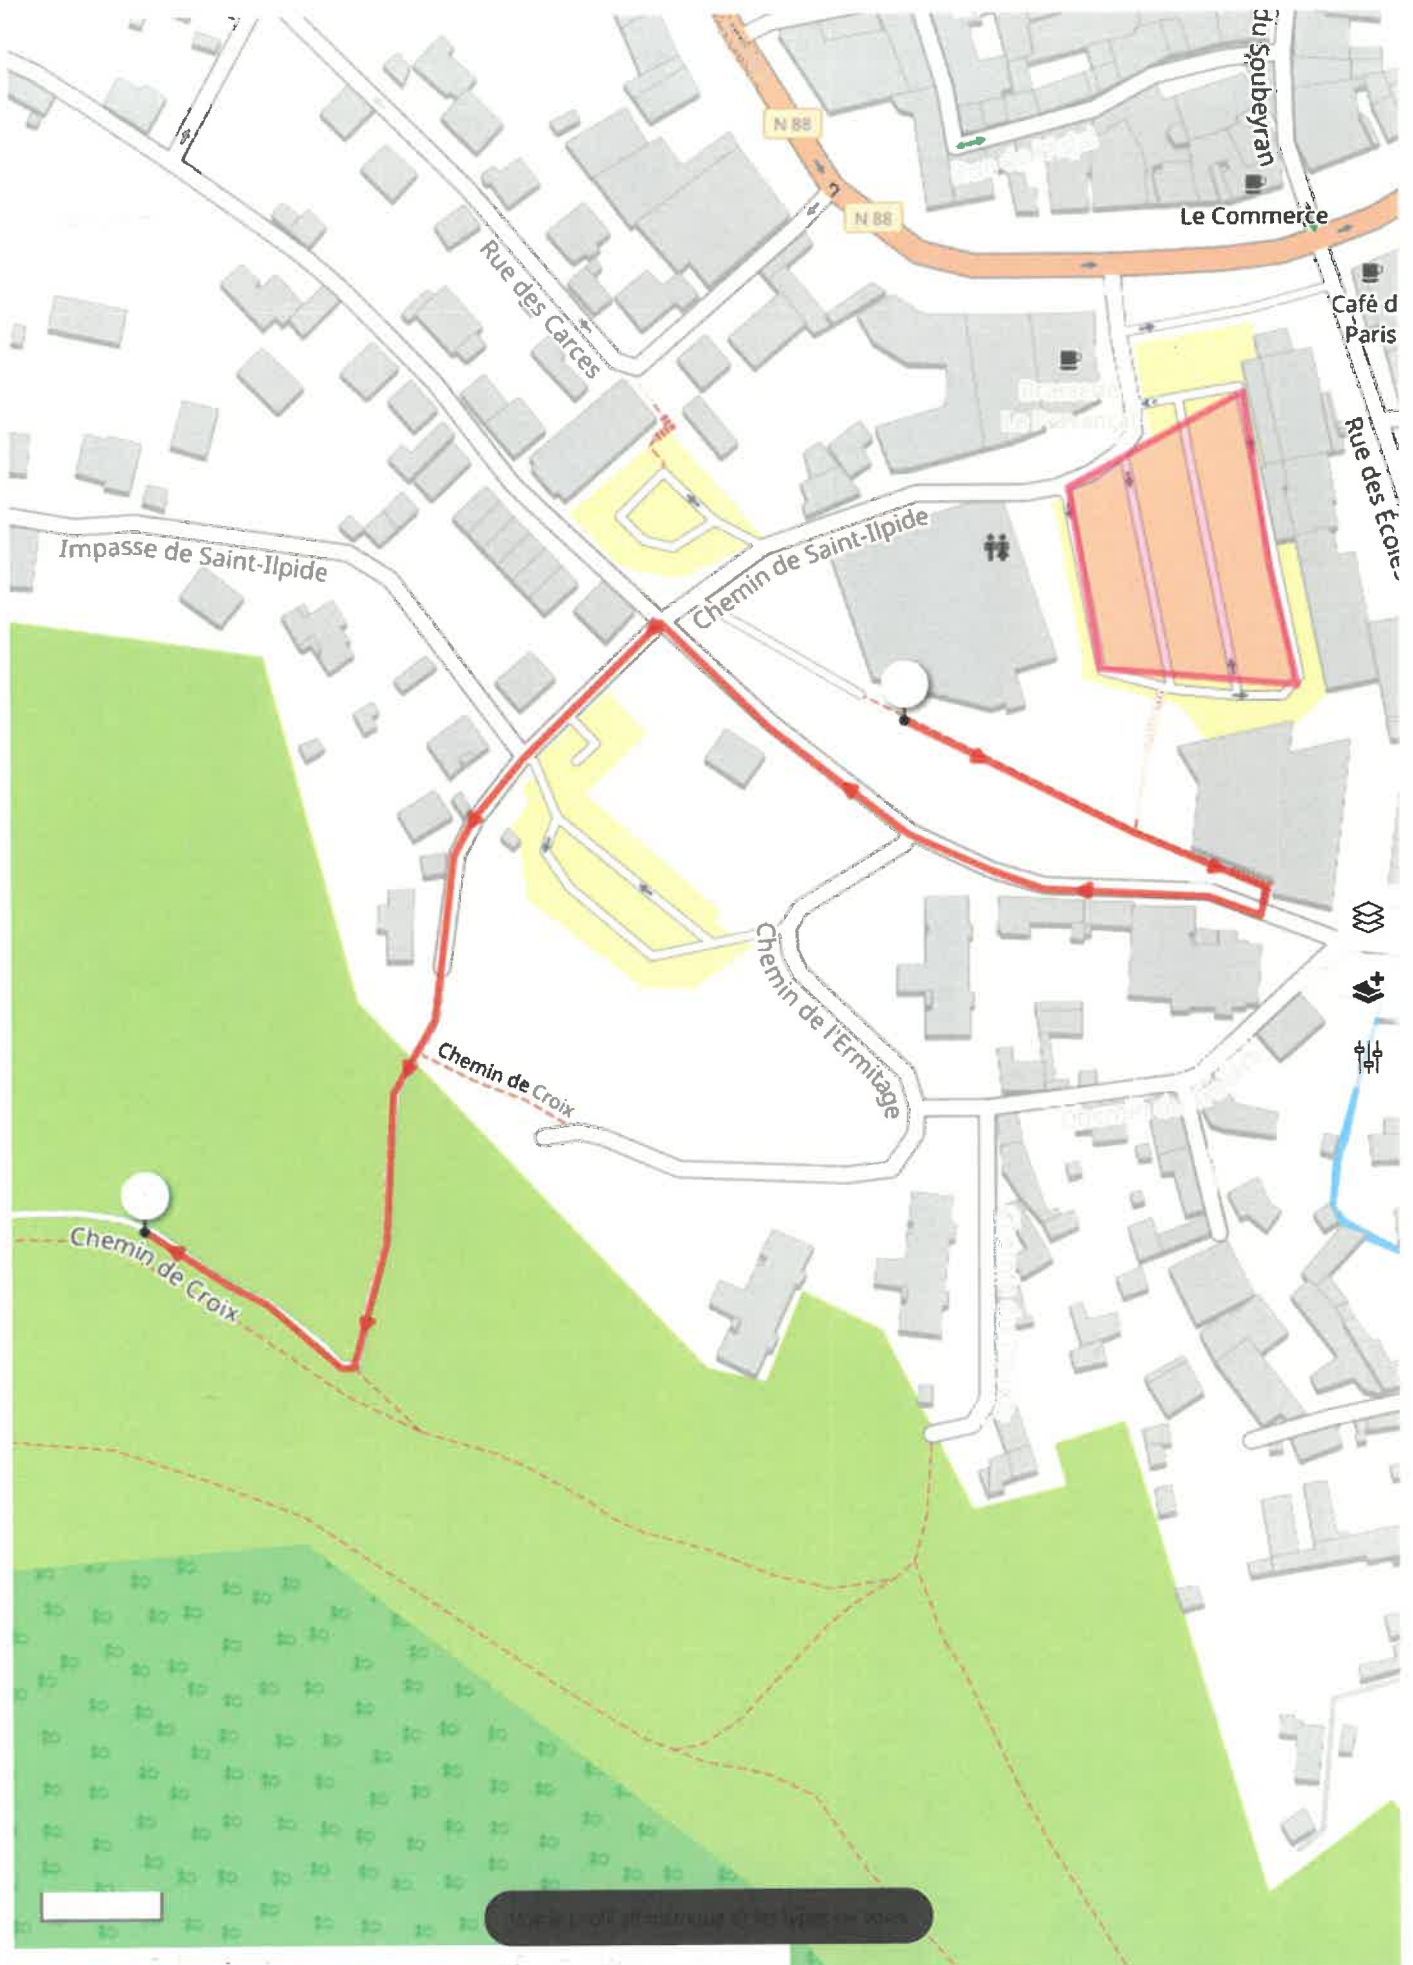 du Soubeyran
N 88
N 88
Le Commerce
Café d
Paris
Rue des Carces
Rue des Écoles
Chemin de Saint-Ilpide
Impasse de Saint-Ilpide
Chemin de l'Ermitage
Chemin de Croix
Chemin de Croix